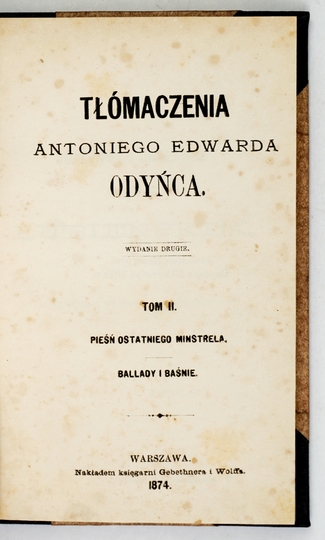 TŁÓMACZENIA
ANTONIEGO EDWARDA
ODYŃCA.
WYDANIE DRUGIE.
TOM II.
PIEŚŃ OSTATNIEGO MINSTRELA.
BALLADY I BAŚNIE.
WARSZAWA.
Nakładem księgarni Gebethnera i Wolffa.
1874.